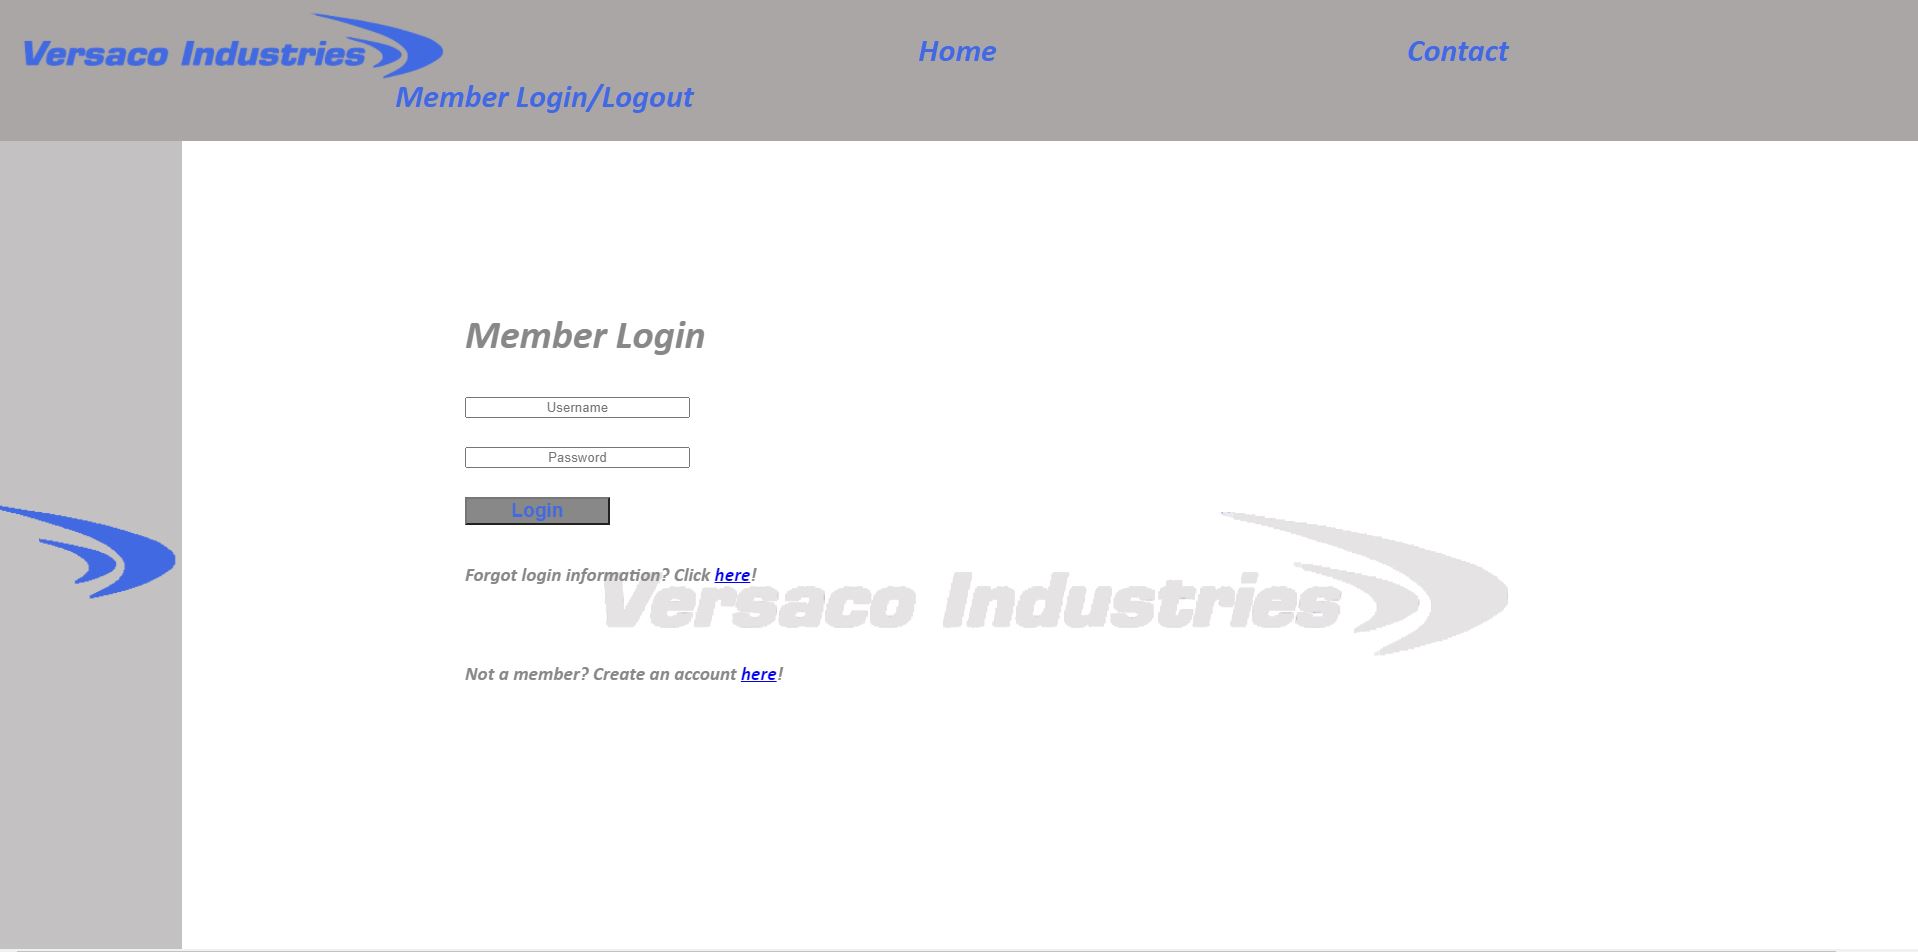 Versaco Industries
Home
Contact
Member Login/Logout
Member Login
Username
Password
Login
Forgot login information? Click here!
Versaco Industries
Not a member? Create an account here!